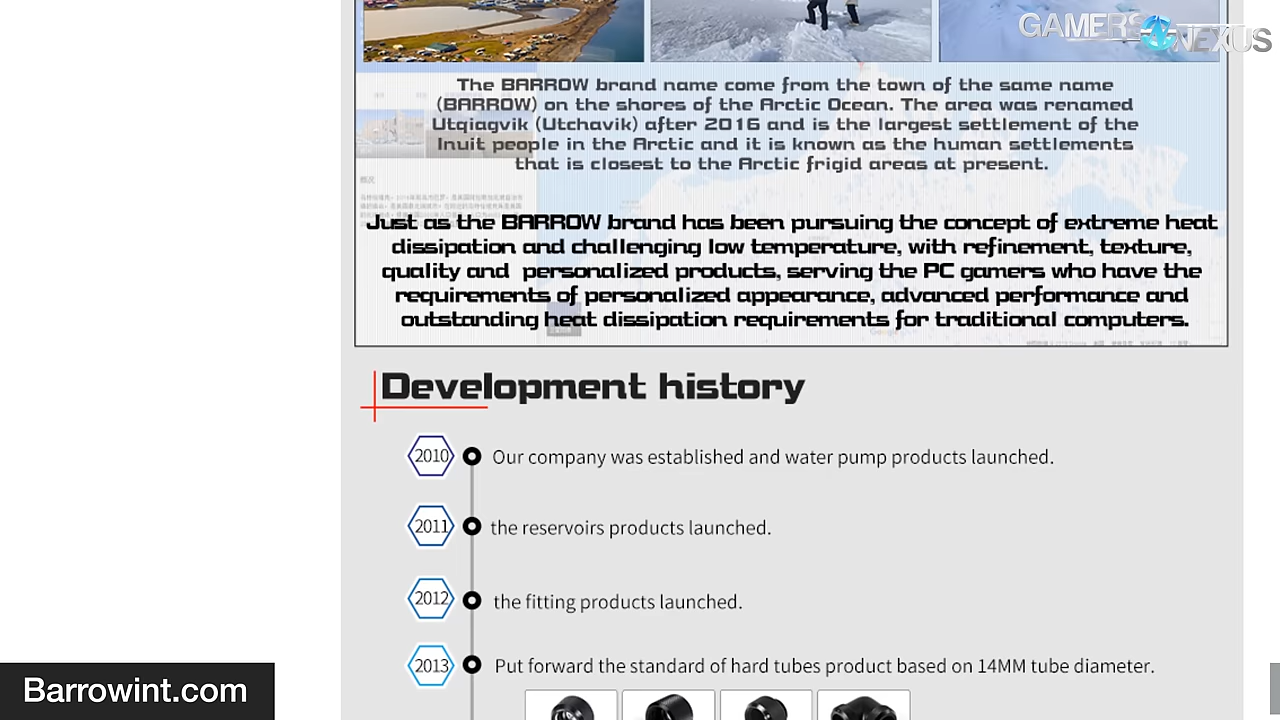 GAMERS NEXUS
The BARROW brand name come from the town of the same name
(BARROW) on the shores of the Arctic Ocean. The area was renamed
Utqiagvik (Utchavik) after 2016 and is the largest settlement of the
Inuit people in the Arctic and it is known as the human settlements
that is closest to the Arctic frigid areas at present.
Just as the BARROW brand has been pursuing the concept of extreme heat
dissipation and challenging low temperature, with refinement, texture,
quality and personalized products, serving the PC gamers who have the
requirements of personalized appearance, advanced performance and
outstanding heat dissipation requirements for traditional computers.
Development history
2010 Our company was established and water pump products launched.
2011 the reservoirs products launched.
2012 the fitting products launched.
2013 Put forward the standard of hard tubes product based on 14MM tube diameter.
Barrowint.com